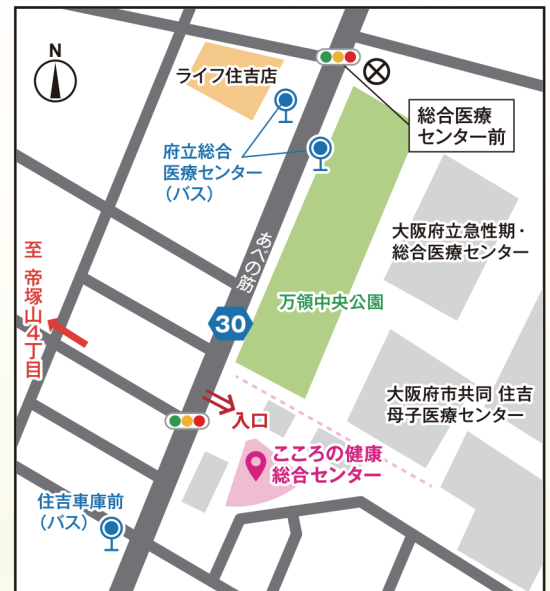 N
ライフ住吉店
総合医療
センター前
府立総合
医療センター
（バス）
大阪府立急性期・
総合医療センター
あべの筋
至 帝塚山4丁目
万領中央公園
30
大阪府市共同 住吉
母子医療センター
入口
こころの健康
総合センター
住吉車庫前
（バス）